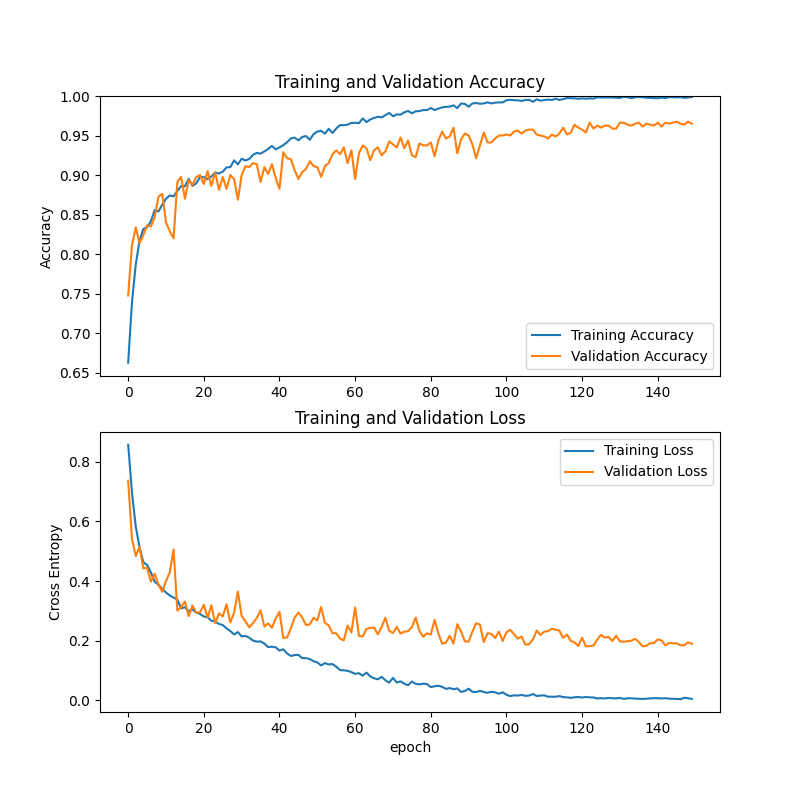 Training and Validation Accuracy
1.00
0.95
0.90
0.85
0.80
0.75
0.70
0.65
Accuracy
Training Accuracy
Validation Accuracy
0 20 40 60 80 100 120 140
Training and Validation Loss
0.8
0.6
0.4
0.2
0.0
Cross Entropy
Training Loss
Validation Loss
0 20 40 60 80 100 120 140
epoch